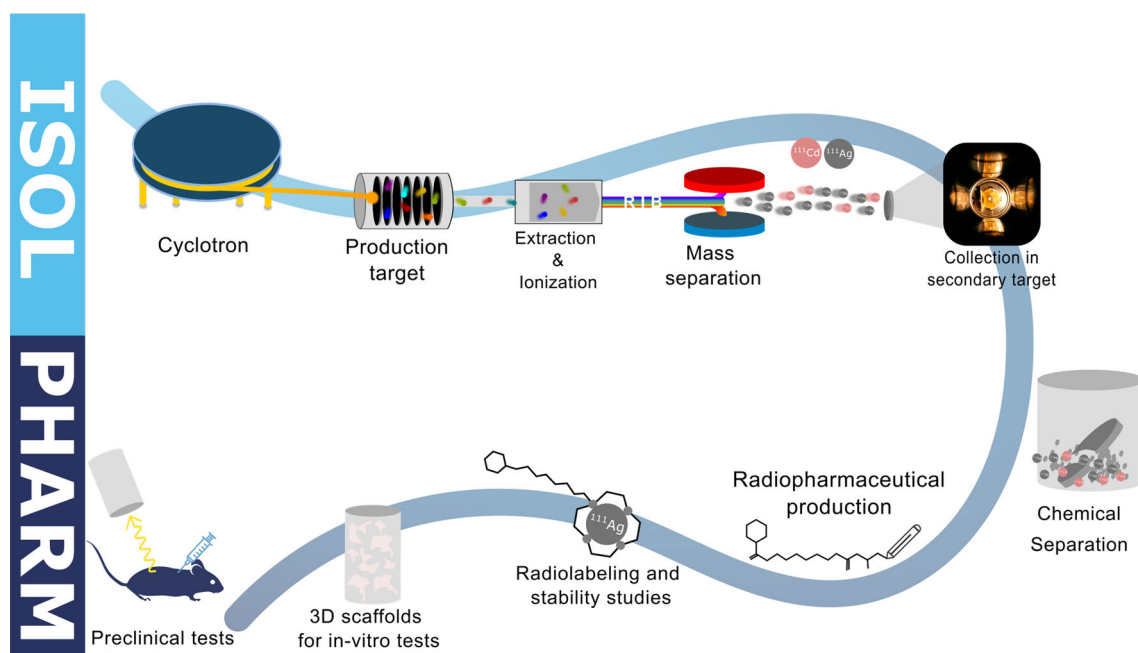 ISOL
PHARM
Cyclotron
Production
target
Extraction
&
Ionization
RIB
Mass
separation
¹¹¹Cd
¹¹¹Ag
Collection in
secondary target
Chemical
Separation
Radiopharmaceutical
production
¹¹¹Ag
Radiolabeling and
stability studies
3D scaffolds
for in-vitro tests
Preclinical tests